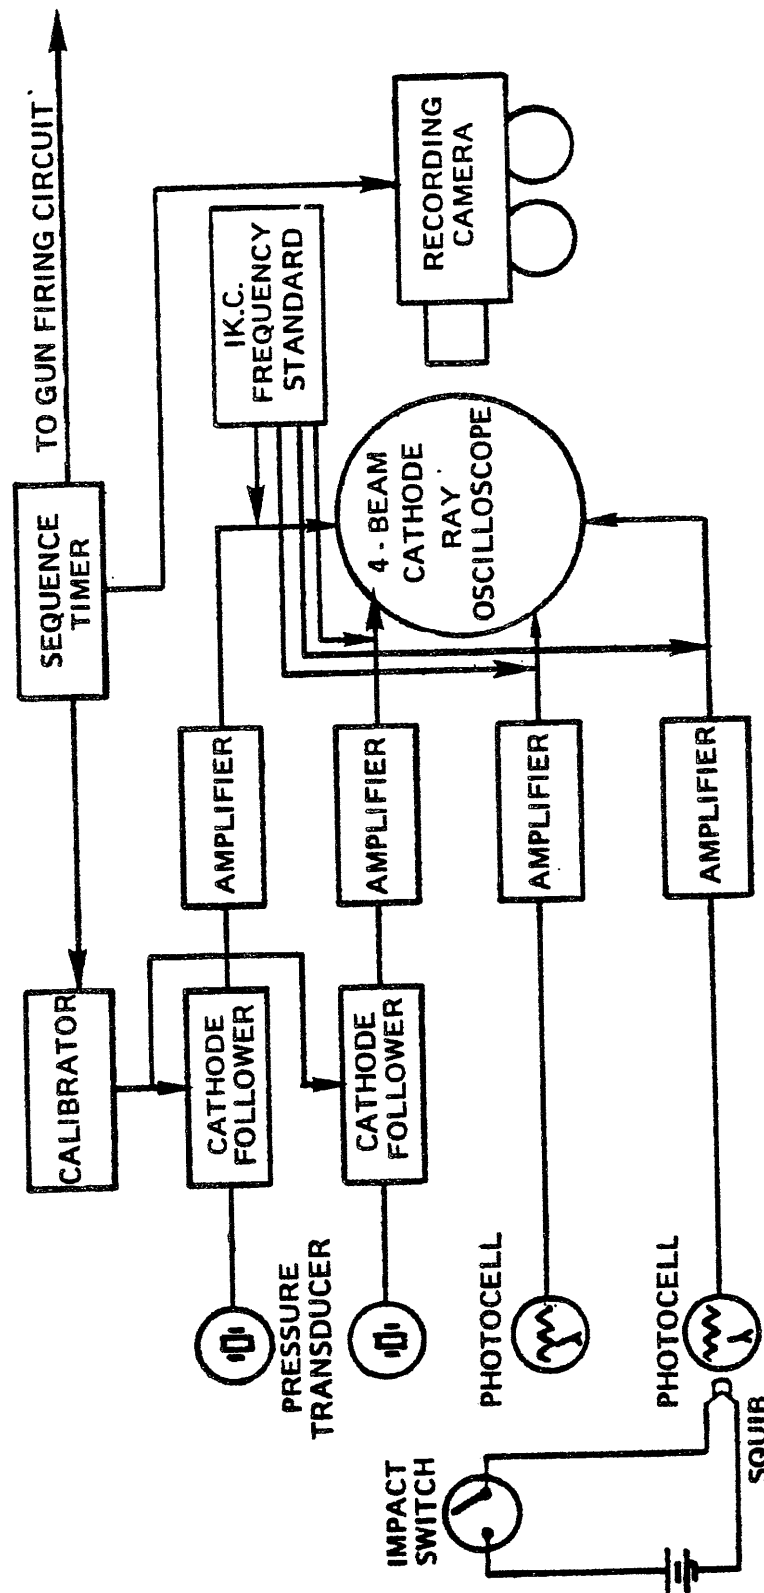 TO GUN FIRING CIRCUIT
SEQUENCE
TIMER
CALIBRATOR
IK.C.
FREQUENCY
STANDARD
RECORDING
CAMERA
AMPLIFIER
CATHODE
FOLLOWER
AMPLIFIER
CATHODE
FOLLOWER
4 - BEAM
CATHODE
RAY
OSCILLOSCOPE
PRESSURE
TRANSDUCER
AMPLIFIER
PHOTOCELL
AMPLIFIER
PHOTOCELL
IMPACT
SWITCH
SQUIB